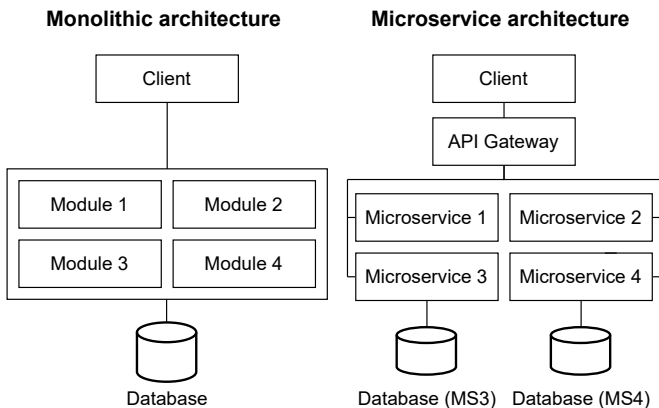 Monolithic architecture
Client
Module 1
Module 2
Module 3
Module 4
Database
Microservice architecture
Client
API Gateway
Microservice 1
Microservice 2
Microservice 3
Microservice 4
Database (MS3)
Database (MS4)